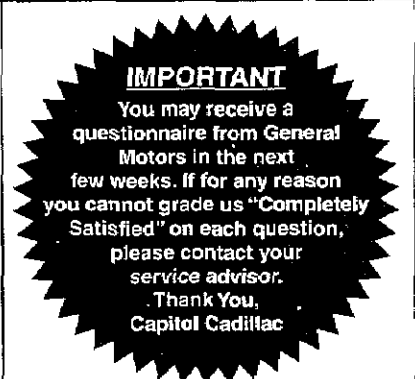 IMPORTANT
You may receive a
questionnaire from General
Motors in the next
few weeks. If for any reason
you cannot grade us "Completely
Satisfied" on each question,
please contact your
service advisor.
Thank You,
Capitol Cadillac